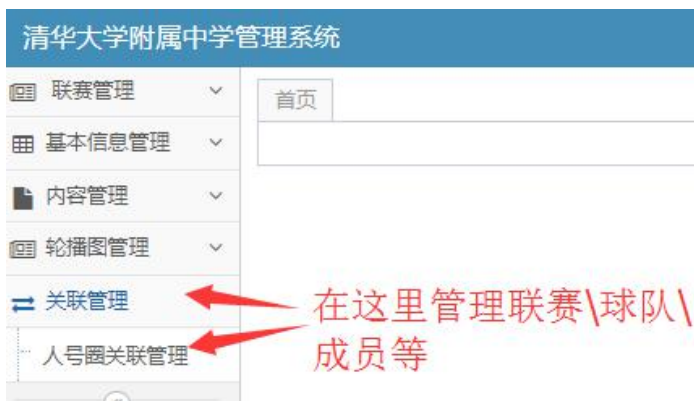 清华大学附属中学管理系统
联赛管理
首页
基本信息管理
内容管理
轮播图管理
关联管理
人号圈关联管理
在这里管理联赛\球队\
成员等